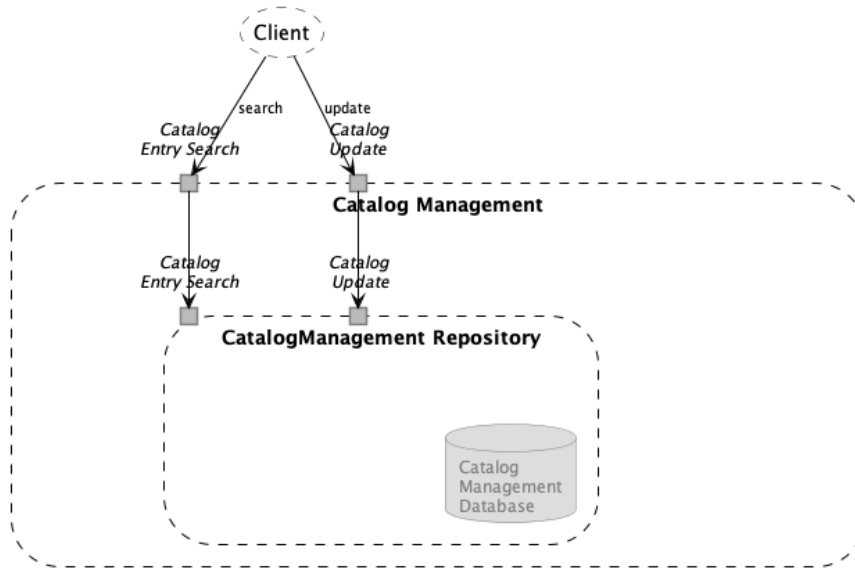 Client
search
update
Catalog
Entry Search
Catalog
Update
Catalog Management
Catalog
Entry Search
Catalog
Update
CatalogManagement Repository
Catalog
Management
Database